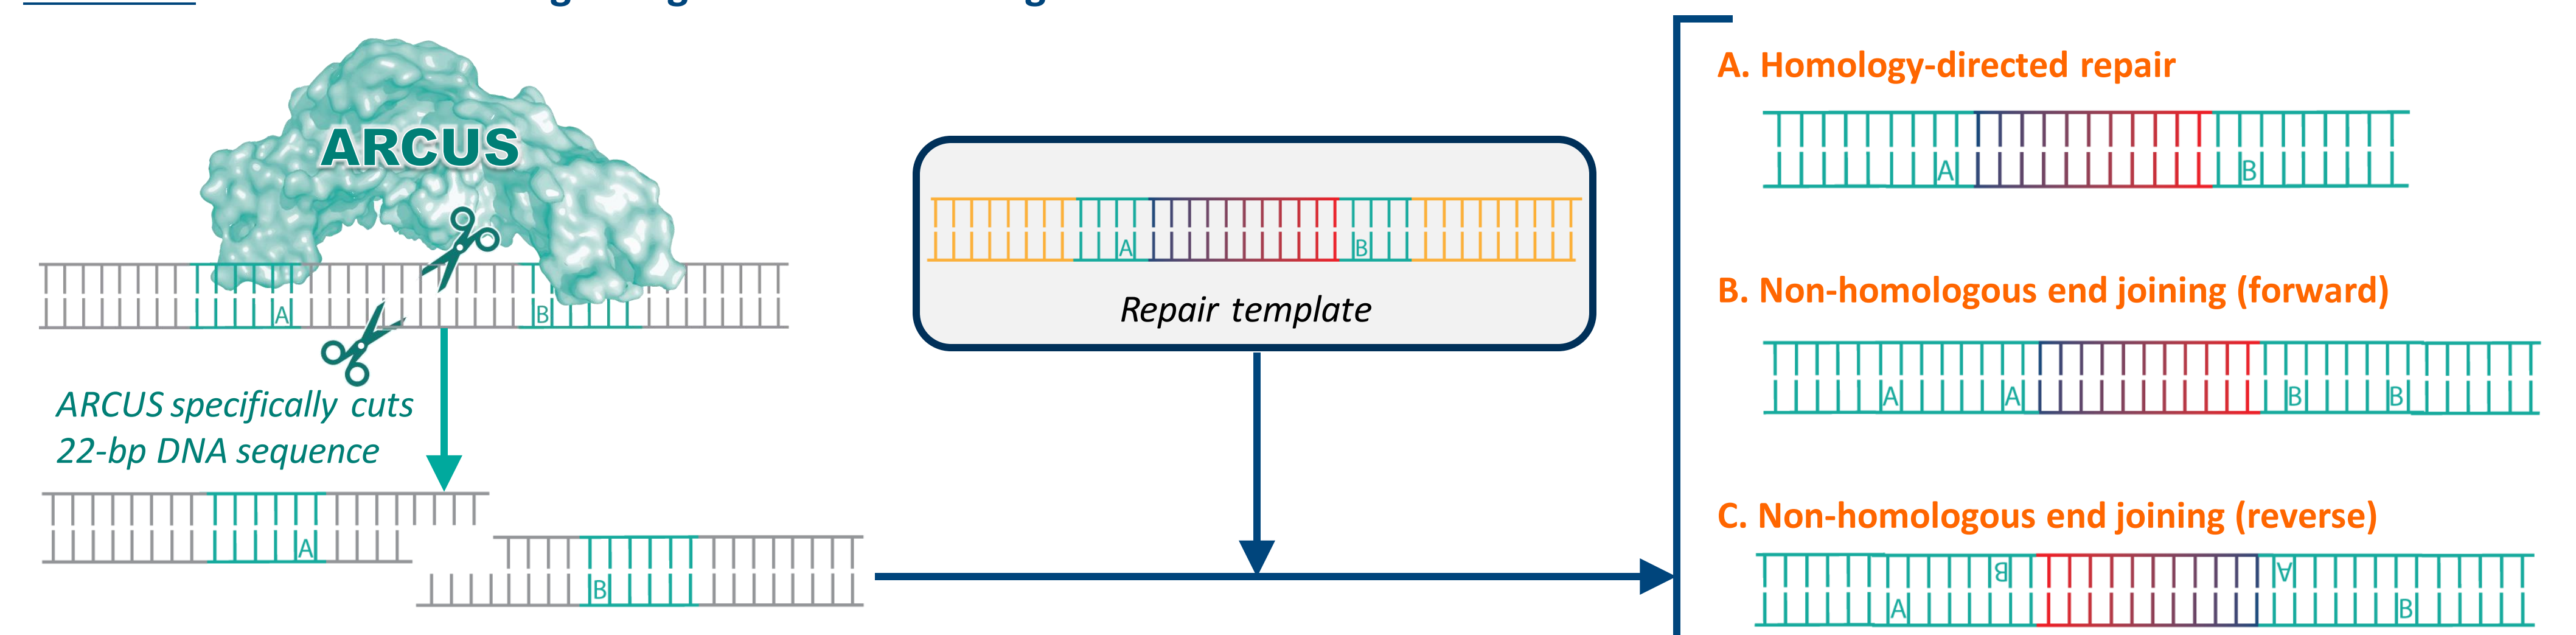 ARCUS
A
B
ARCUS specifically cuts
22-bp DNA sequence
A
B
A
B
Repair template
A. Homology-directed repair
A
B
B. Non-homologous end joining (forward)
A A B B
C. Non-homologous end joining (reverse)
B A
A B